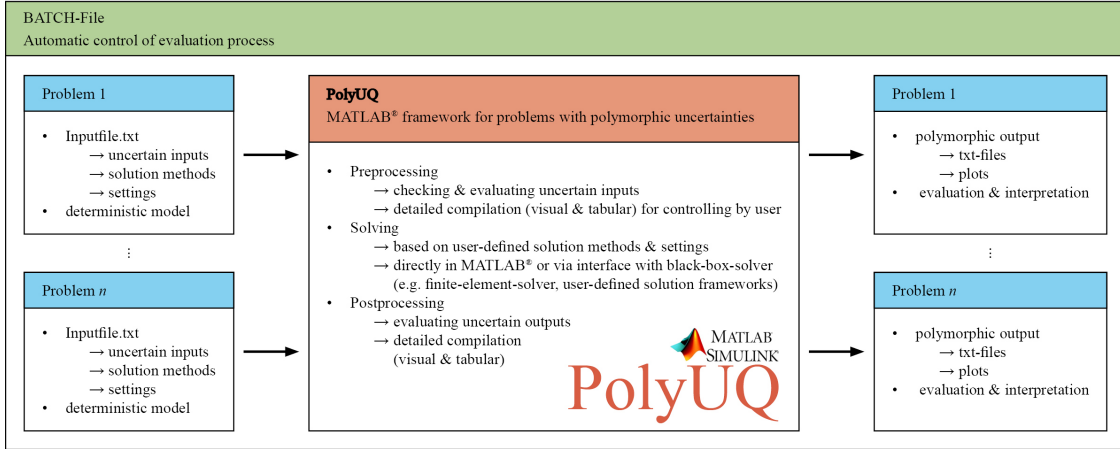 BATCH-File
Automatic control of evaluation process
Problem 1
• Inputfile.txt
→ uncertain inputs
→ solution methods
→ settings
• deterministic model
⋮
Problem n
• Inputfile.txt
→ uncertain inputs
→ solution methods
→ settings
• deterministic model
PolyUQ
MATLAB® framework for problems with polymorphic uncertainties
• Preprocessing
→ checking & evaluating uncertain inputs
→ detailed compilation (visual & tabular) for controlling by user
• Solving
→ based on user-defined solution methods & settings
→ directly in MATLAB® or via interface with black-box-solver
(e.g. finite-element-solver, user-defined solution frameworks)
• Postprocessing
→ evaluating uncertain outputs
→ detailed compilation
(visual & tabular)
MATLAB
SIMULINK®
PolyUQ
Problem 1
• polymorphic output
→ txt-files
→ plots
• evaluation & interpretation
⋮
Problem n
• polymorphic output
→ txt-files
→ plots
• evaluation & interpretation